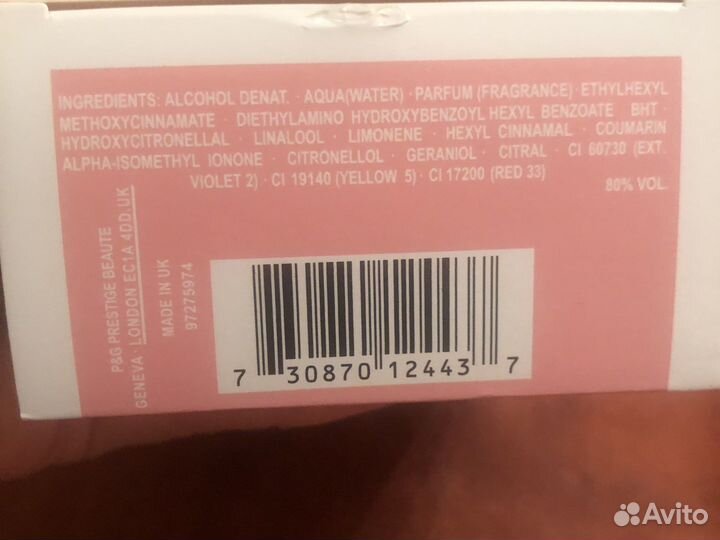 INGREDIENTS: ALCOHOL DENAT. · AQUA(WATER) · PARFUM (FRAGRANCE) · ETHYLHEXYL
METHOXYCINNAMATE · DIETHYLAMINO HYDROXYBENZOYL HEXYL BENZOATE · BHT ·
HYDROXYCITRONELLAL · LINALOOL · LIMONENE · HEXYL CINNAMAL · COUMARIN
ALPHA-ISOMETHYL IONONE · CITRONELLOL · GERANIOL · CITRAL · CI 60730 (EXT.
VIOLET 2) · CI 19140 (YELLOW 5) · CI 17200 (RED 33)
80% VOL.
P&G PRESTIGE BEAUTE
GENEVA · LONDON EC1A 4DD.UK
MADE IN UK
97275974
7 30870 12443 7
Avito